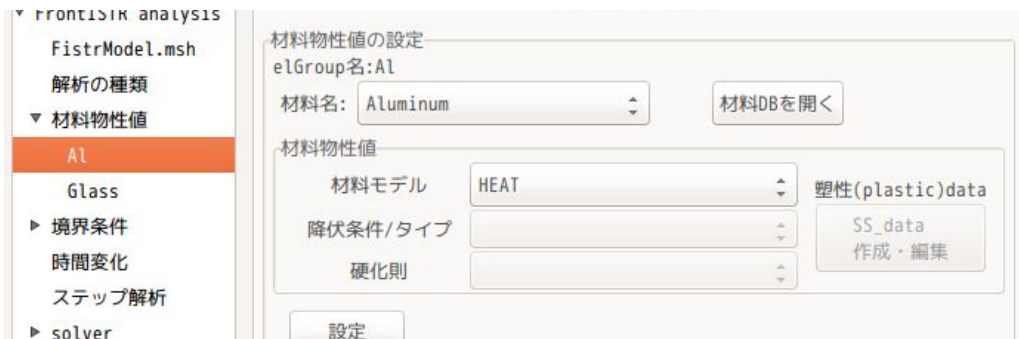 FrontISTR analysis
FistrModel.msh
解析の種類
材料物性値
Al
Glass
境界条件
時間変化
ステップ解析
solver
材料物性値の設定
elGroup名:Al
材料名: Aluminum 材料DBを開く
材料物性値
材料モデル HEAT 塑性(plastic)data
降伏条件/タイプ SS_data
作成・編集
硬化則
設定